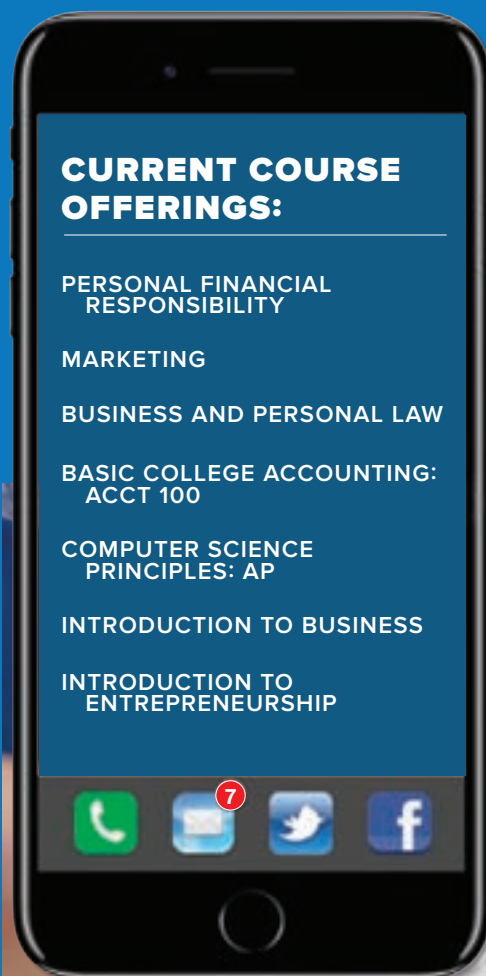 CURRENT COURSE
OFFERINGS:
PERSONAL FINANCIAL
RESPONSIBILITY
MARKETING
BUSINESS AND PERSONAL LAW
BASIC COLLEGE ACCOUNTING:
ACCT 100
COMPUTER SCIENCE
PRINCIPLES: AP
INTRODUCTION TO BUSINESS
INTRODUCTION TO
ENTREPRENEURSHIP
7
f